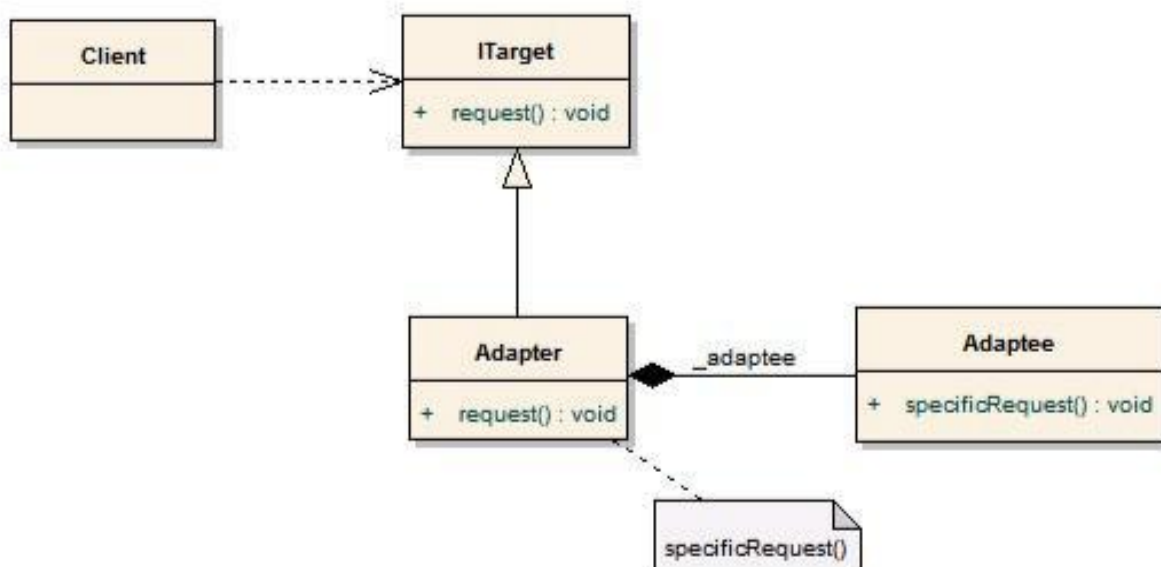 Client
ITarget
+ request() : void
Adapter
+ request() : void
_adaptee
Adaptee
+ specificRequest() : void
specificRequest()